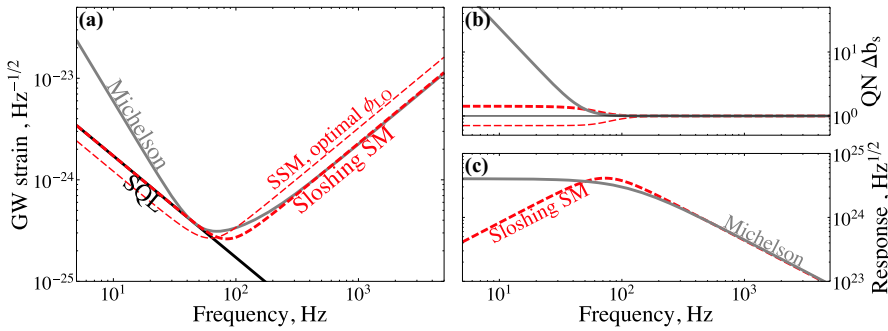 (a)
Michelson
SQL
SSM, optimal ϕ_LO
Sloshing SM
GW strain , Hz^{-1/2}
10^{-23}
10^{-24}
10^{-25}
10^1
10^2
10^3
Frequency, Hz
(b)
10^1
10^0
QN Δb_s
(c)
Sloshing SM
Michelson
10^{25}
10^{24}
10^{23}
Response, Hz^{1/2}
10^1
10^2
10^3
Frequency, Hz